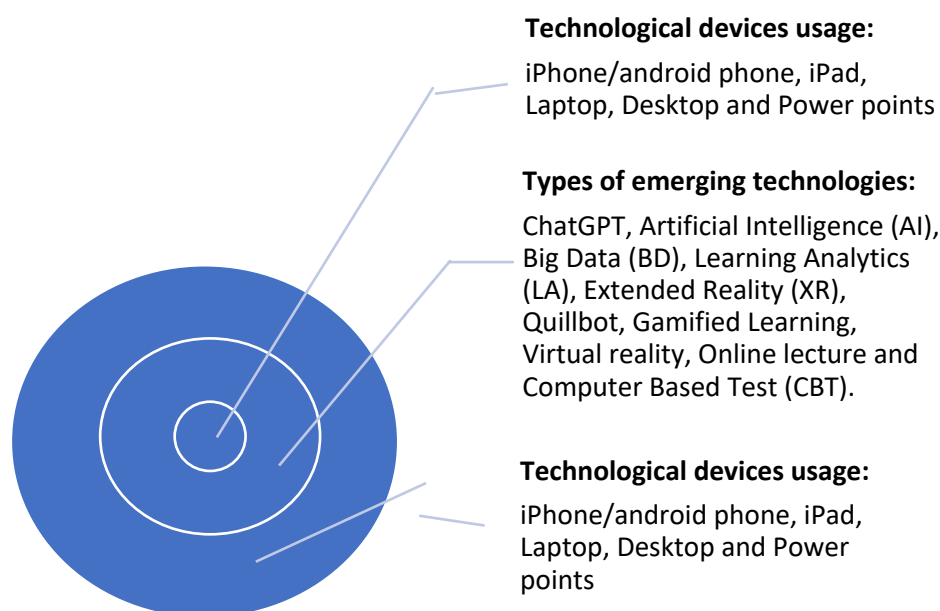 Technological devices usage:
iPhone/android phone, iPad,
Laptop, Desktop and Power points
Types of emerging technologies:
ChatGPT, Artificial Intelligence (AI),
Big Data (BD), Learning Analytics
(LA), Extended Reality (XR),
Quillbot, Gamified Learning,
Virtual reality, Online lecture and
Computer Based Test (CBT).
Technological devices usage:
iPhone/android phone, iPad,
Laptop, Desktop and Power
points